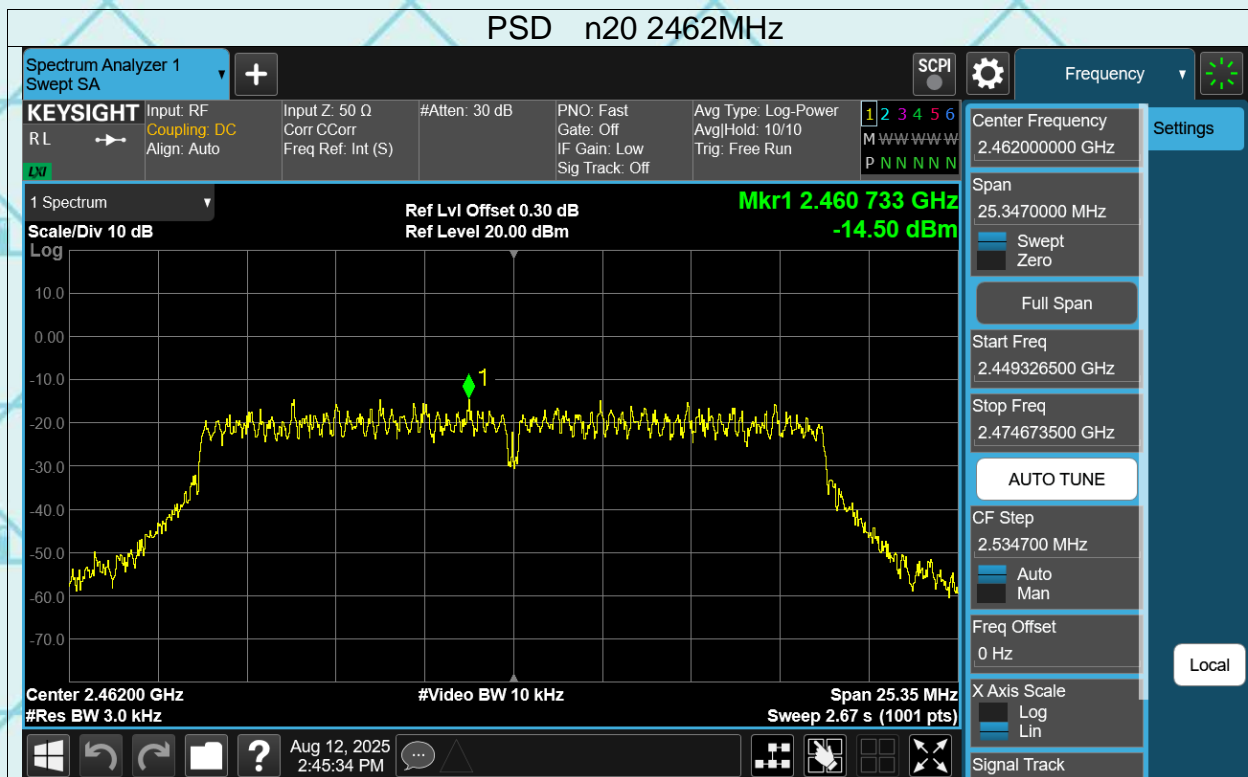 PSD n20 2462MHz
Spectrum Analyzer 1
Swept SA
+
SCPI
Frequency
KEYSIGHT
RL
LXI
Input: RF
Coupling: DC
Align: Auto
Input Z: 50 Ω
Corr CCorr
Freq Ref: Int (S)
#Atten: 30 dB
PNO: Fast
Gate: Off
IF Gain: Low
Sig Track: Off
Avg Type: Log-Power
Avg|Hold: 10/10
Trig: Free Run
1 2 3 4 5 6
M W W W W W
P N N N N N
1 Spectrum
Scale/Div 10 dB
Ref Lvl Offset 0.30 dB
Ref Level 20.00 dBm
Mkr1 2.460 733 GHz
-14.50 dBm
Log
10.0
0.00
-10.0
-20.0
-30.0
-40.0
-50.0
-60.0
-70.0
1
Center 2.46200 GHz
#Res BW 3.0 kHz
#Video BW 10 kHz
Span 25.35 MHz
Sweep 2.67 s (1001 pts)
Center Frequency
2.462000000 GHz
Settings
Span
25.3470000 MHz
Swept
Zero
Full Span
Start Freq
2.449326500 GHz
Stop Freq
2.474673500 GHz
AUTO TUNE
CF Step
2.534700 MHz
Auto
Man
Freq Offset
0 Hz
Local
X Axis Scale
Log
Lin
Signal Track
?
Aug 12, 2025
2:45:34 PM